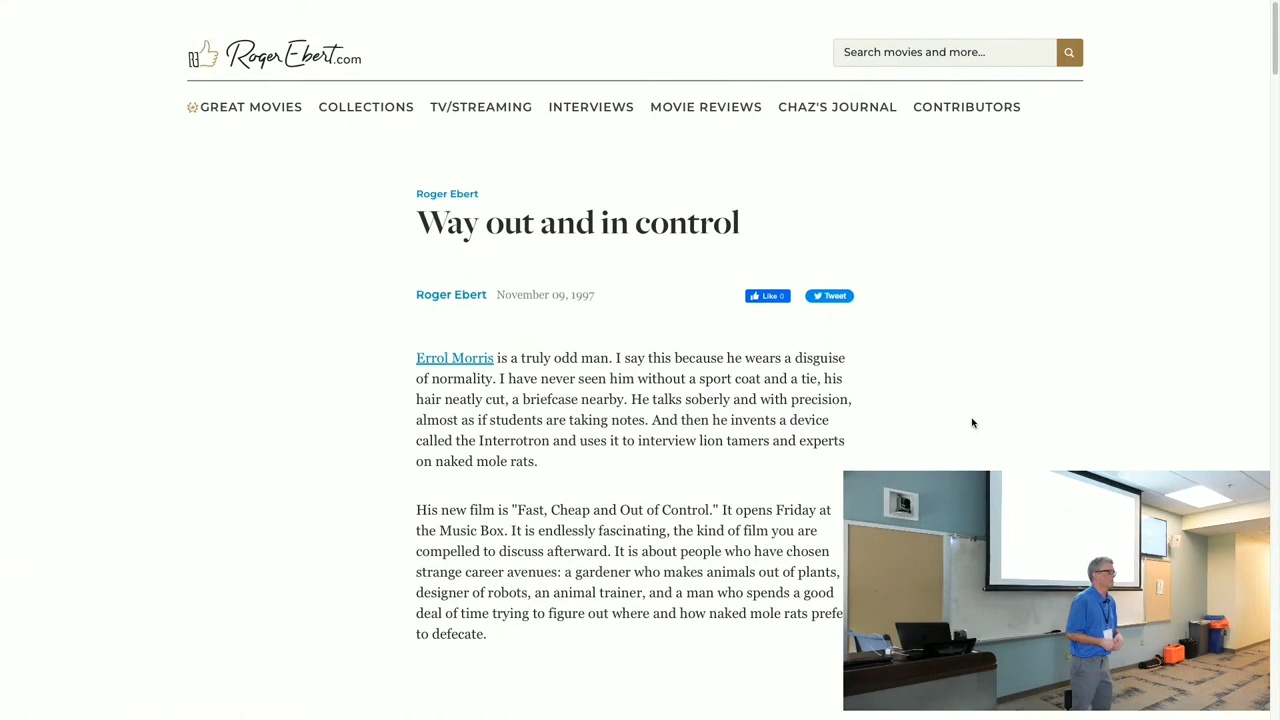 RogerEbert.com
Search movies and more...
GREAT MOVIES COLLECTIONS TV/STREAMING INTERVIEWS MOVIE REVIEWS CHAZ'S JOURNAL CONTRIBUTORS
Roger Ebert
Way out and in control
Roger Ebert November 09, 1997
Like 0 Tweet
Errol Morris is a truly odd man. I say this because he wears a disguise
of normality. I have never seen him without a sport coat and a tie, his
hair neatly cut, a briefcase nearby. He talks soberly and with precision,
almost as if students are taking notes. And then he invents a device
called the Interrotron and uses it to interview lion tamers and experts
on naked mole rats.
His new film is "Fast, Cheap and Out of Control." It opens Friday at
the Music Box. It is endlessly fascinating, the kind of film you are
compelled to discuss afterward. It is about people who have chosen
strange career avenues: a gardener who makes animals out of plants,
designer of robots, an animal trainer, and a man who spends a good
deal of time trying to figure out where and how naked mole rats prefe
to defecate.